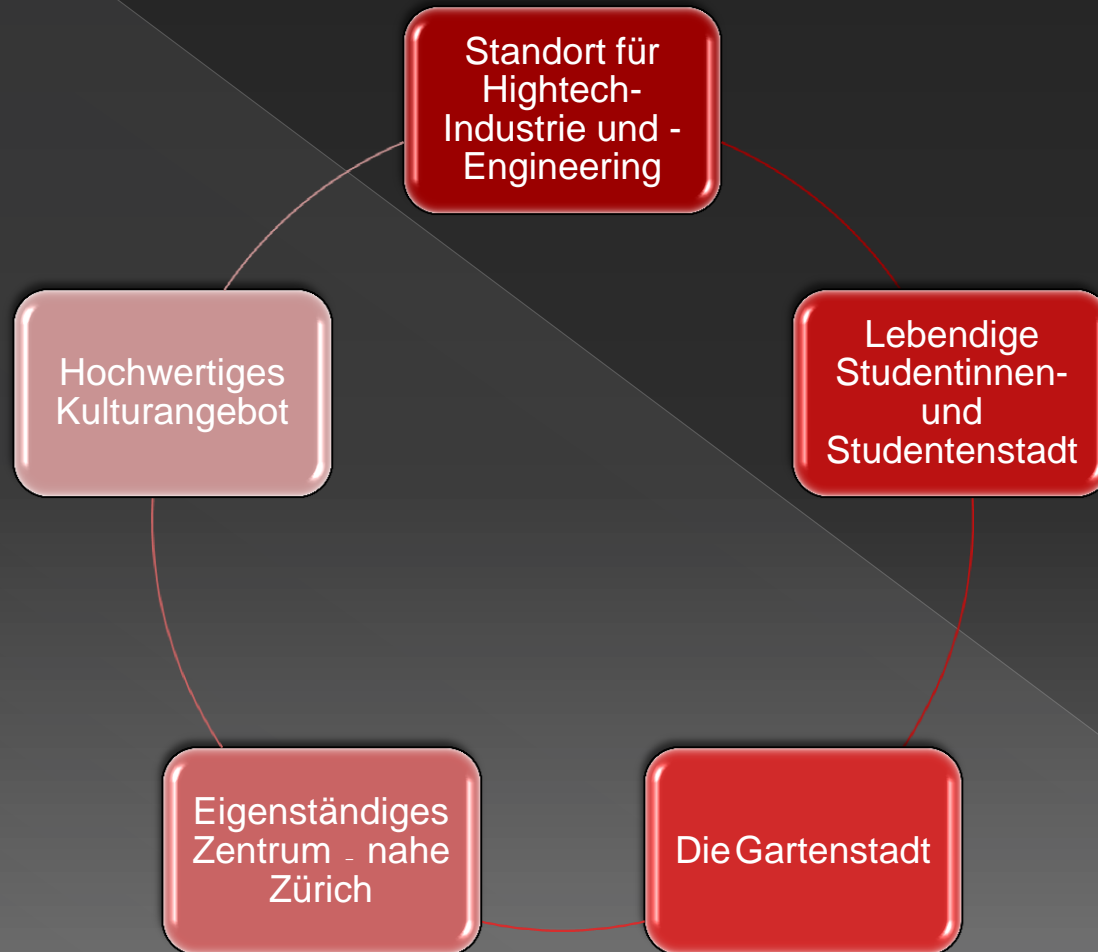 Standort für
Hightech-
Industrie und -
Engineering
Lebendige
Studentinnen-
und
Studentenstadt
Die Gartenstadt
Eigenständiges
Zentrum - nahe
Zürich
Hochwertiges
Kulturangebot